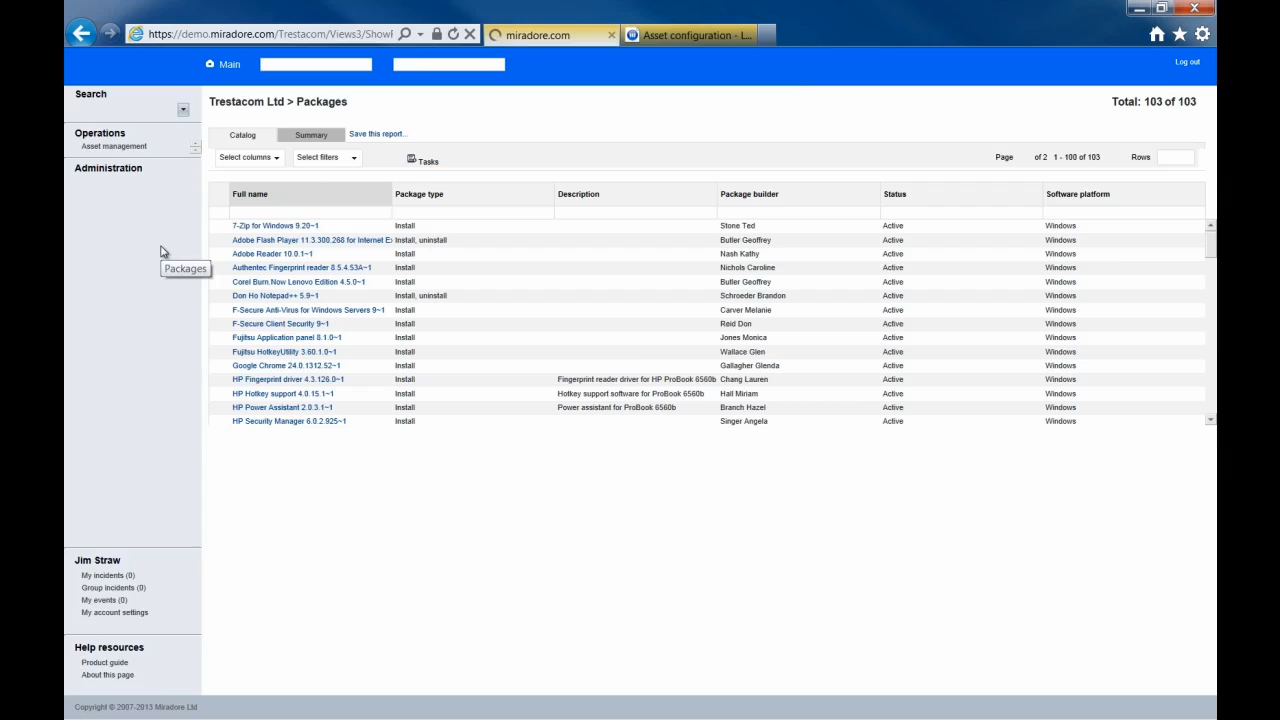 https://demo.miradore.com/Trestacom/Views3/ShowF
miradore.com
Asset configuration - L...
Main
Log out
Search
Operations
Asset management
Administration
Packages
Jim Straw
My incidents (0)
Group incidents (0)
My events (0)
My account settings
Help resources
Product guide
About this page
Trestacom Ltd > Packages
Total: 103 of 103
Catalog Summary Save this report...
Select columns Select filters Tasks Page of 2 1 - 100 of 103 Rows
Full name Package type Description Package builder Status Software platform
7-Zip for Windows 9.20~1 Install Stone Ted Active Windows
Adobe Flash Player 11.3.300.268 for Internet E Install, uninstall Butler Geoffrey Active Windows
Adobe Reader 10.0.1~1 Install Nash Kathy Active Windows
Authentec Fingerprint reader 8.5.4.53A~1 Install Nichols Caroline Active Windows
Corel Burn.Now Lenovo Edition 4.5.0~1 Install Butler Geoffrey Active Windows
Don Ho Notepad++ 5.9~1 Install, uninstall Schroeder Brandon Active Windows
F-Secure Anti-Virus for Windows Servers 9~1 Install Carver Melanie Active Windows
F-Secure Client Security 9~1 Install Reid Don Active Windows
Fujitsu Application panel 8.1.0~1 Install Jones Monica Active Windows
Fujitsu HotkeyUtility 3.60.1.0~1 Install Wallace Glen Active Windows
Google Chrome 24.0.1312.52~1 Install Gallagher Glenda Active Windows
HP Fingerprint driver 4.3.126.0~1 Install Fingerprint reader driver for HP ProBook 6560b Chang Lauren Active Windows
HP Hotkey support 4.0.15.1~1 Install Hotkey support software for ProBook 6560b Hall Miriam Active Windows
HP Power Assistant 2.0.3.1~1 Install Power assistant for ProBook 6560b Branch Hazel Active Windows
HP Security Manager 6.0.2.925~1 Install Singer Angela Active Windows
Copyright © 2007-2013 Miradore Ltd